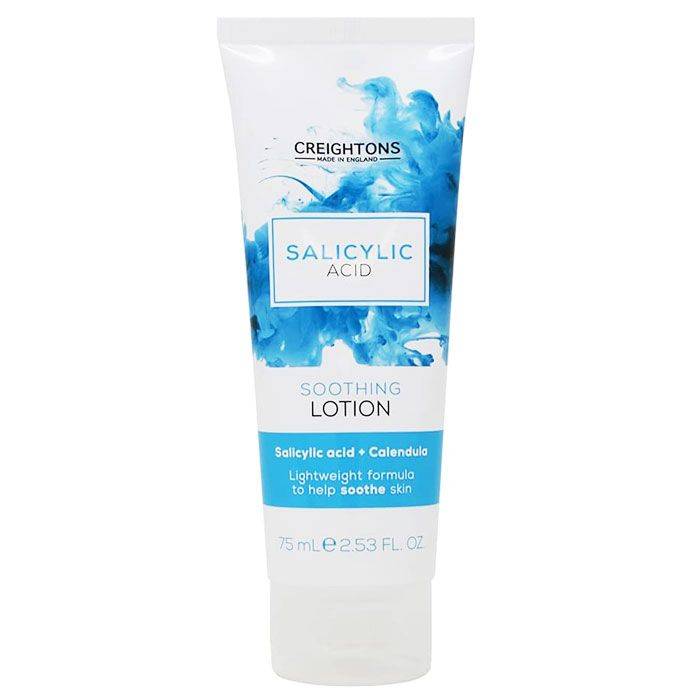 CREIGHTONS
MADE IN ENGLAND
SALICYLIC
ACID
SOOTHING
LOTION
Salicylic acid + Calendula
Lightweight formula
to help soothe skin
75 mL e 2.53 FL. OZ.